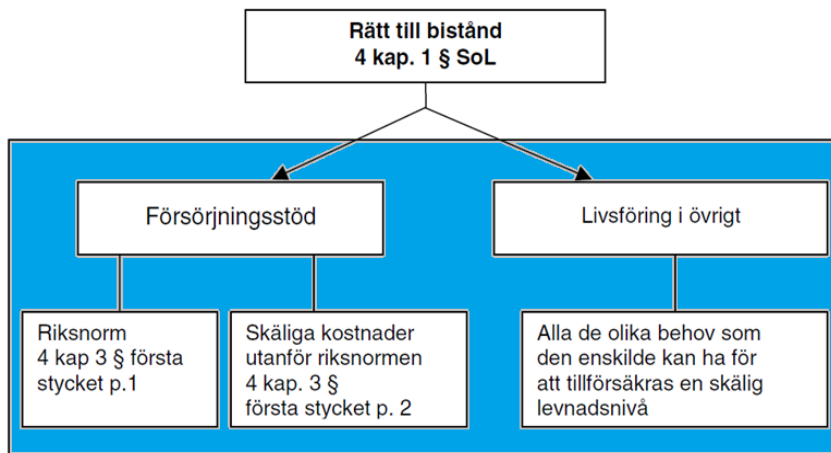 Rätt till bistånd
4 kap. 1 § SoL
Försörjningsstöd
Livsföring i övrigt
Riksnorm
4 kap 3 § första
stycket p.1
Skäliga kostnader
utanför riksnormen
4 kap. 3 §
första stycket p. 2
Alla de olika behov som
den enskilde kan ha för
att tillförsäkras en skälig
levnadsnivå